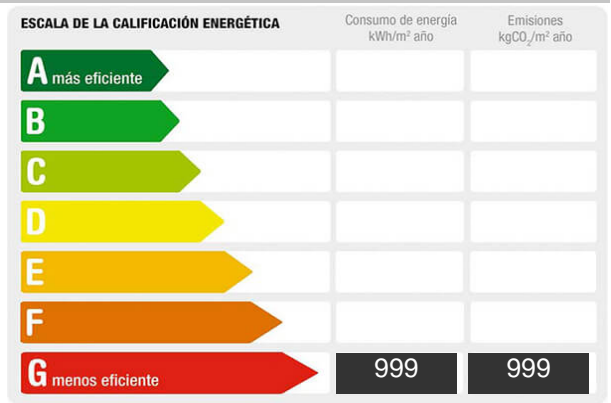 ESCALA DE LA CALIFICACIÓN ENERGÉTICA
Consumo de energía
kWh/m² año
Emisiones
kgCO₂/m² año
A más eficiente
B
C
D
E
F
G menos eficiente
999
999